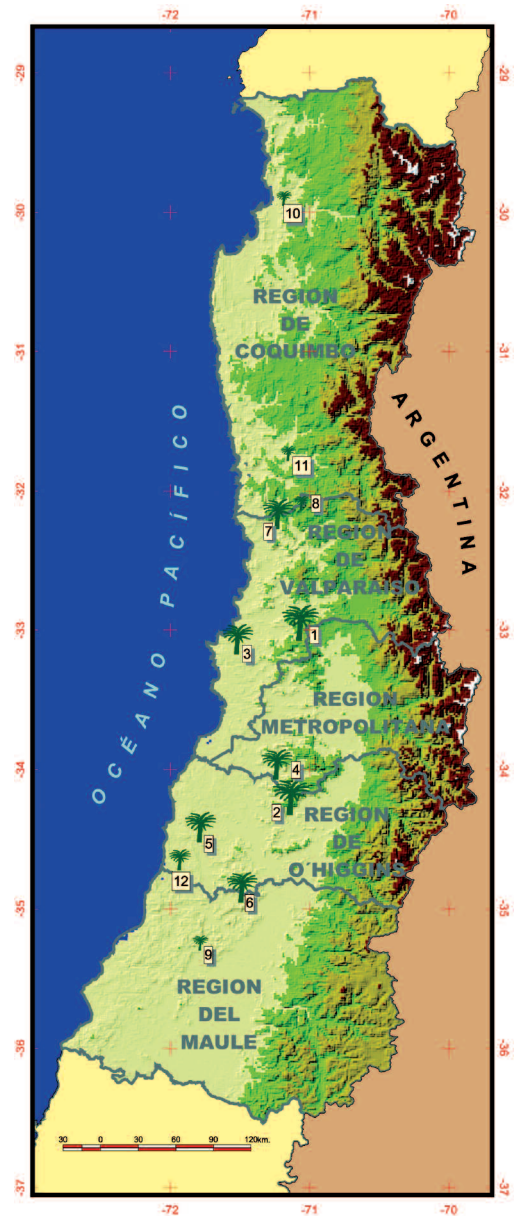 -72 -71 -70
-29 -29
-30 -30
10
REGION
DE
COQUIMBO
-31 -31
ARGENTINA
OCÉANO PACÍFICO
11
-32 -32
8
7
REGION
DE
VALPARAISO
-33 -33
1
3
REGION
METROPOLITANA
-34 -34
4
2
REGION
DE
O´HIGGINS
5
12
-35 -35
6
9
REGION
DEL
MAULE
-36 -36
30 0 30 60 90 120km.
-37 -37
-72 -71 -70